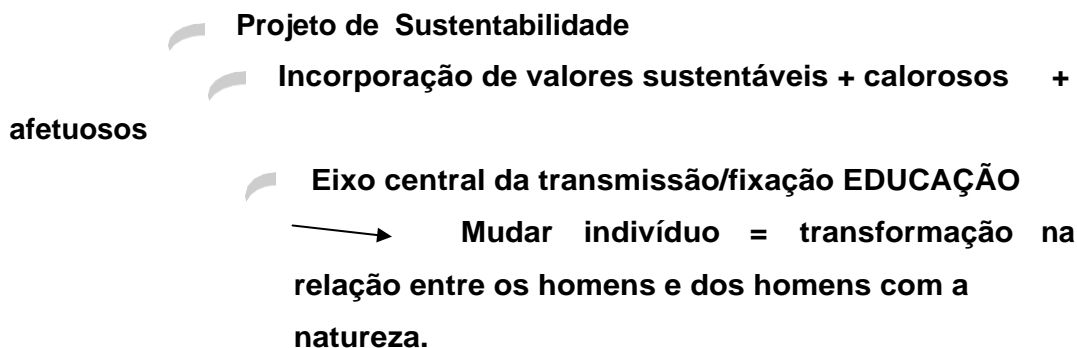 Projeto de Sustentabilidade
Incorporação de valores sustentáveis + calorosos +
afetuosos
Eixo central da transmissão/fixação EDUCAÇÃO
Mudar indivíduo = transformação na
relação entre os homens e dos homens com a
natureza.